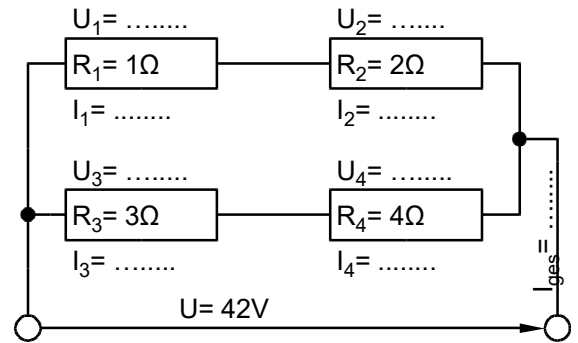 U1= ........
U2= ........
R1= 1Ω
R2= 2Ω
I1= ........
I2= ........
U3= ........
U4= ........
R3= 3Ω
R4= 4Ω
I3= ........
I4= ........
Iges= ........
U= 42V